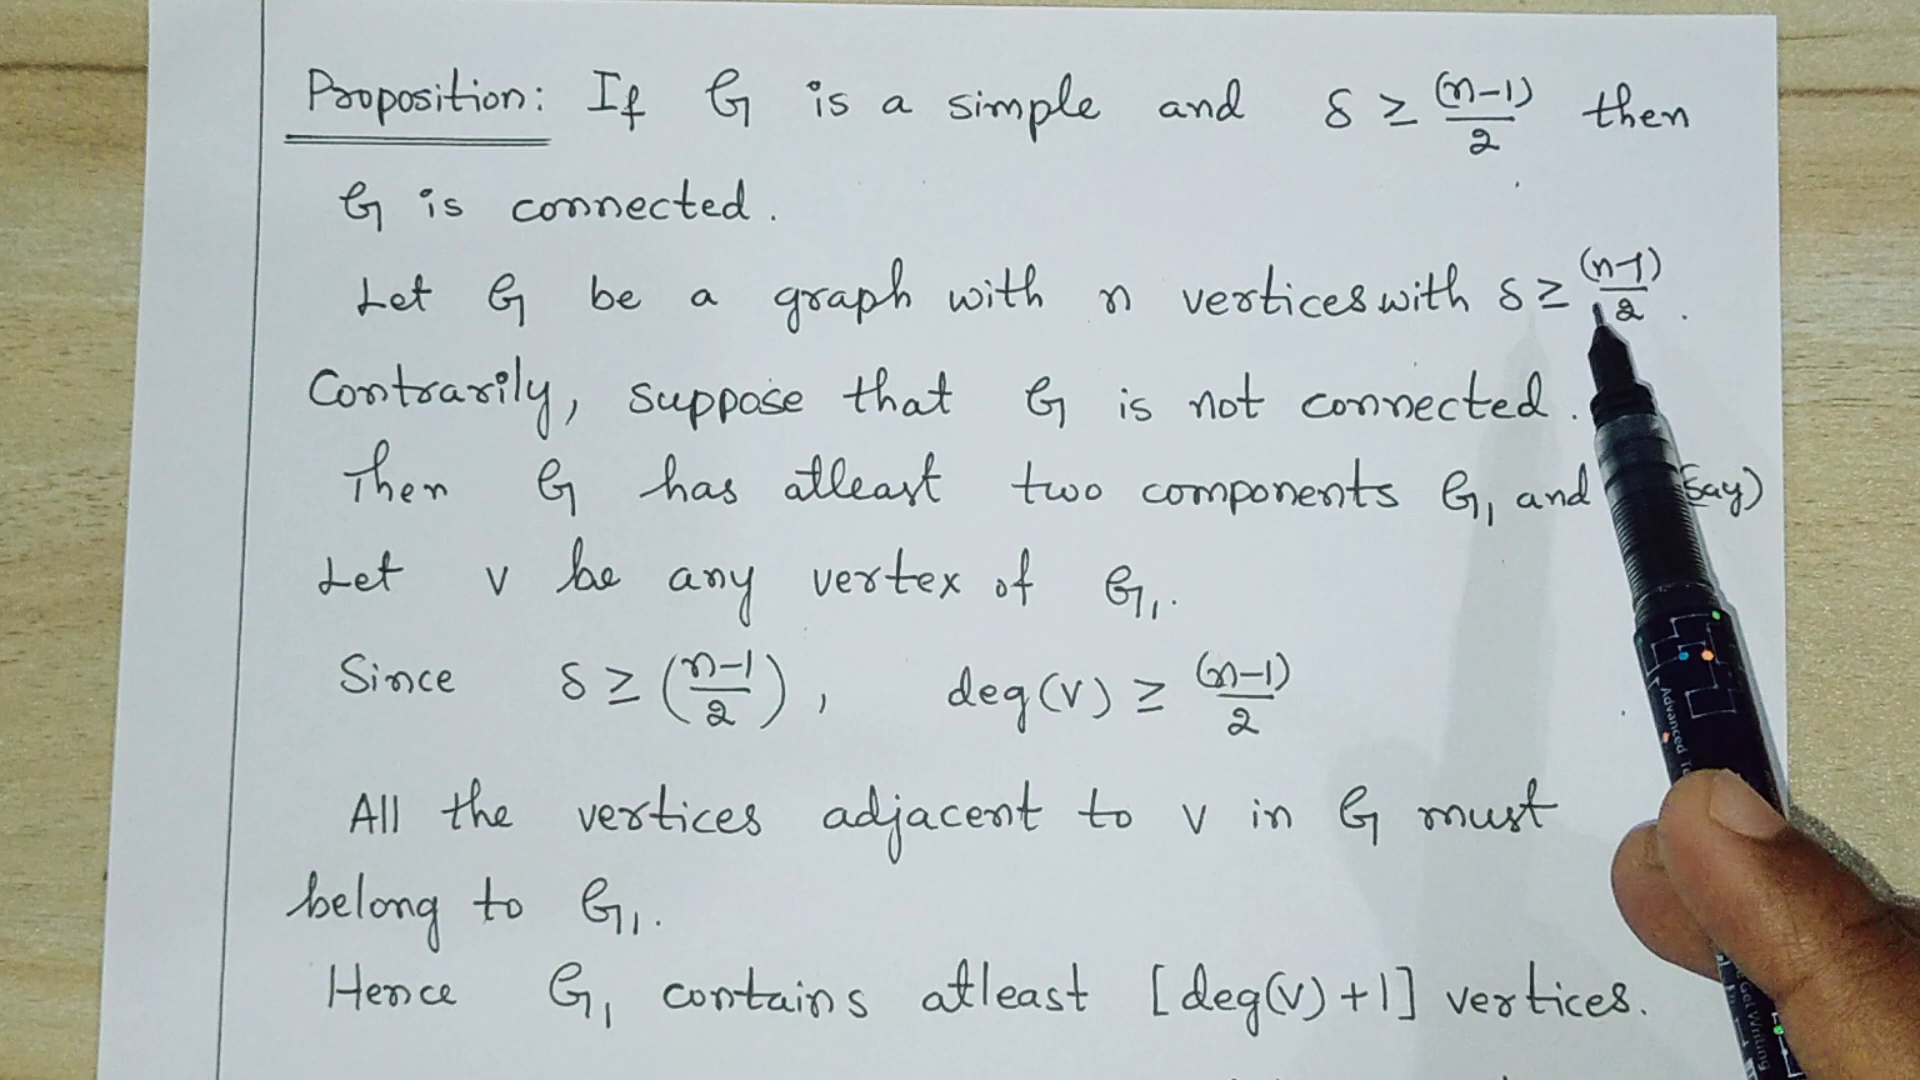 Proposition: If G is a simple and δ ≥ (n-1)/2 then
G is connected.
Let G be a graph with n vertices with δ ≥ (n-1)/2.
Contrarily, suppose that G is not connected.
Then G has atleast two components G₁ and (Say)
Let v be any vertex of G₁.
Since δ ≥ (n-1/2), deg(v) ≥ (n-1)/2
All the vertices adjacent to v in G must
belong to G₁.
Hence G₁ contains atleast [deg(v)+1] vertices.
Advanced
Gel Writing